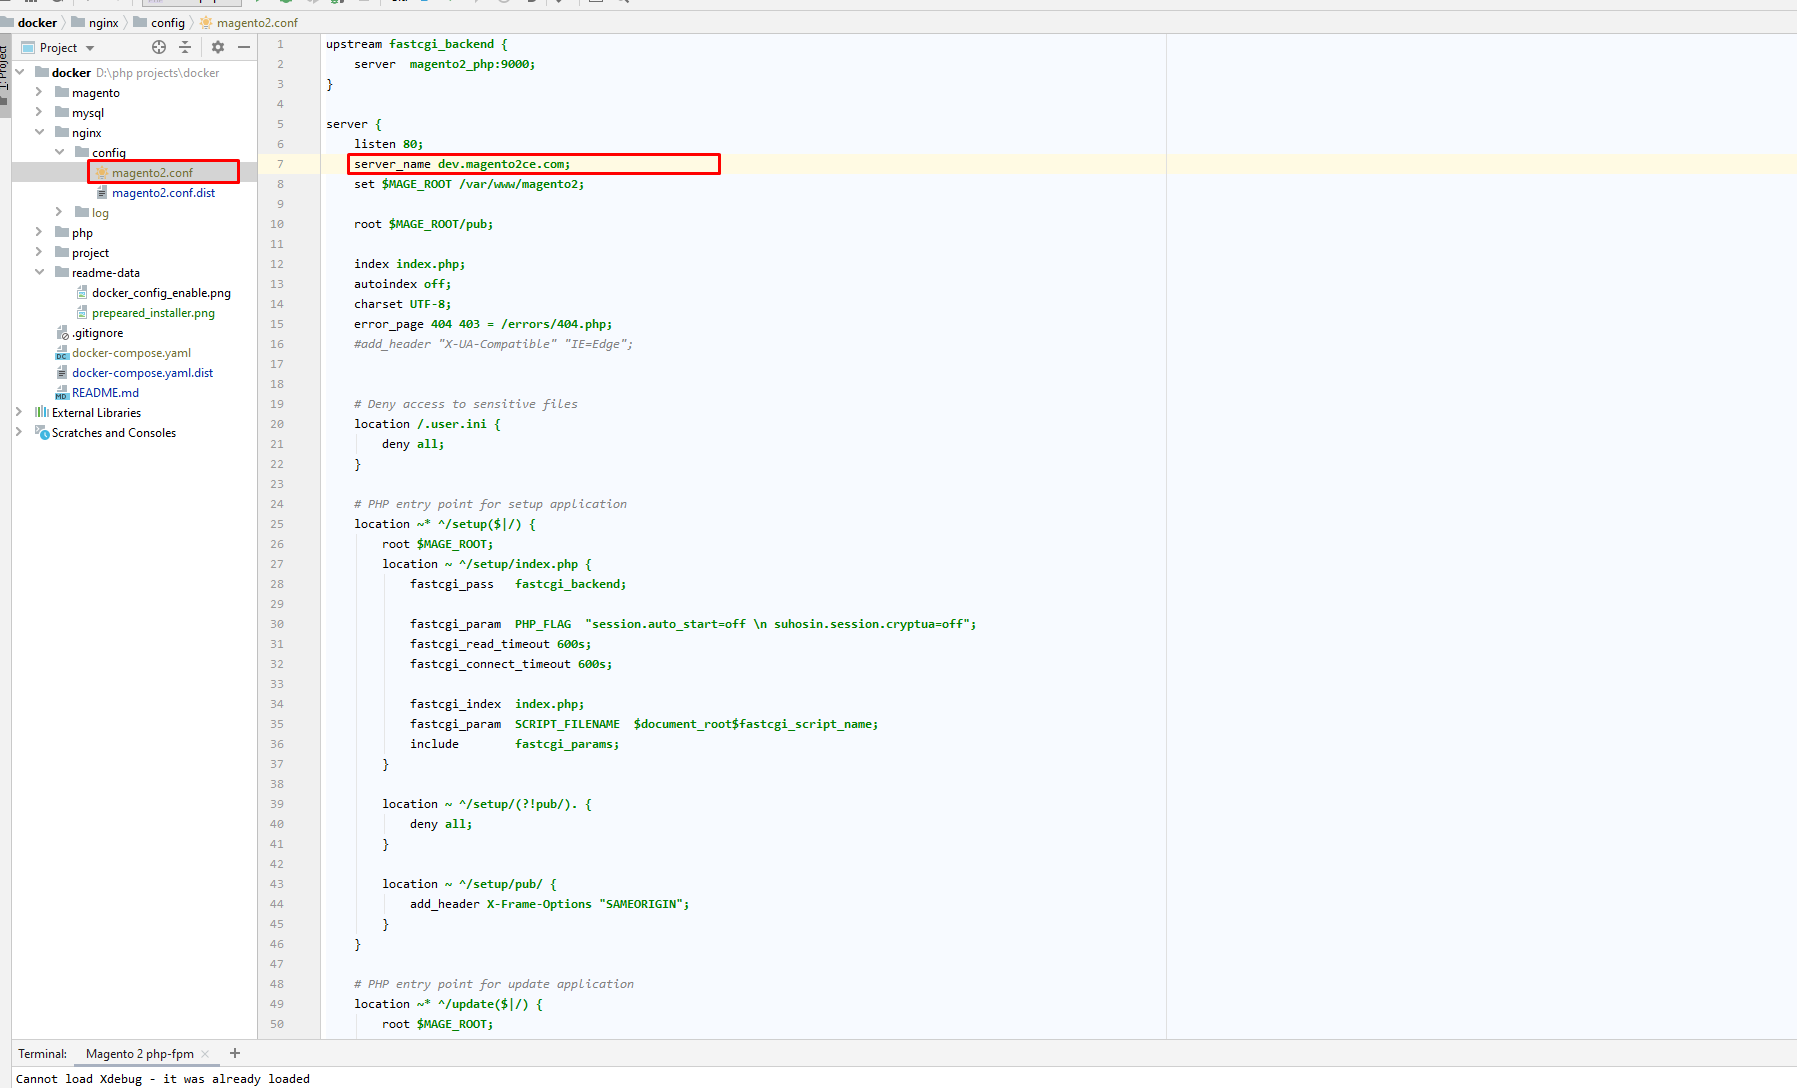 docker nginx config magento2.conf
1: Project
Project
docker D:\php projects\docker
magento
mysql
nginx
config
magento2.conf
magento2.conf.dist
log
php
project
readme-data
docker_config_enable.png
prepeared_installer.png
.gitignore
docker-compose.yaml
docker-compose.yaml.dist
README.md
External Libraries
Scratches and Consoles
1 upstream fastcgi_backend {
2     server  magento2_php:9000;
3 }
4
5 server {
6     listen 80;
7     server_name dev.magento2ce.com;
8     set $MAGE_ROOT /var/www/magento2;
9
10     root $MAGE_ROOT/pub;
11
12     index index.php;
13     autoindex off;
14     charset UTF-8;
15     error_page 404 403 = /errors/404.php;
16     #add_header "X-UA-Compatible" "IE=Edge";
17
18
19     # Deny access to sensitive files
20     location /.user.ini {
21         deny all;
22     }
23
24     # PHP entry point for setup application
25     location ~* ^/setup($|/) {
26         root $MAGE_ROOT;
27         location ~ ^/setup/index.php {
28             fastcgi_pass   fastcgi_backend;
29
30             fastcgi_param  PHP_FLAG  "session.auto_start=off \n suhosin.session.cryptua=off";
31             fastcgi_read_timeout 600s;
32             fastcgi_connect_timeout 600s;
33
34             fastcgi_index  index.php;
35             fastcgi_param  SCRIPT_FILENAME  $document_root$fastcgi_script_name;
36             include        fastcgi_params;
37         }
38
39         location ~ ^/setup/(?!pub/). {
40             deny all;
41         }
42
43         location ~ ^/setup/pub/ {
44             add_header X-Frame-Options "SAMEORIGIN";
45         }
46     }
47
48     # PHP entry point for update application
49     location ~* ^/update($|/) {
50         root $MAGE_ROOT;
Terminal: Magento 2 php-fpm
Cannot load Xdebug - it was already loaded